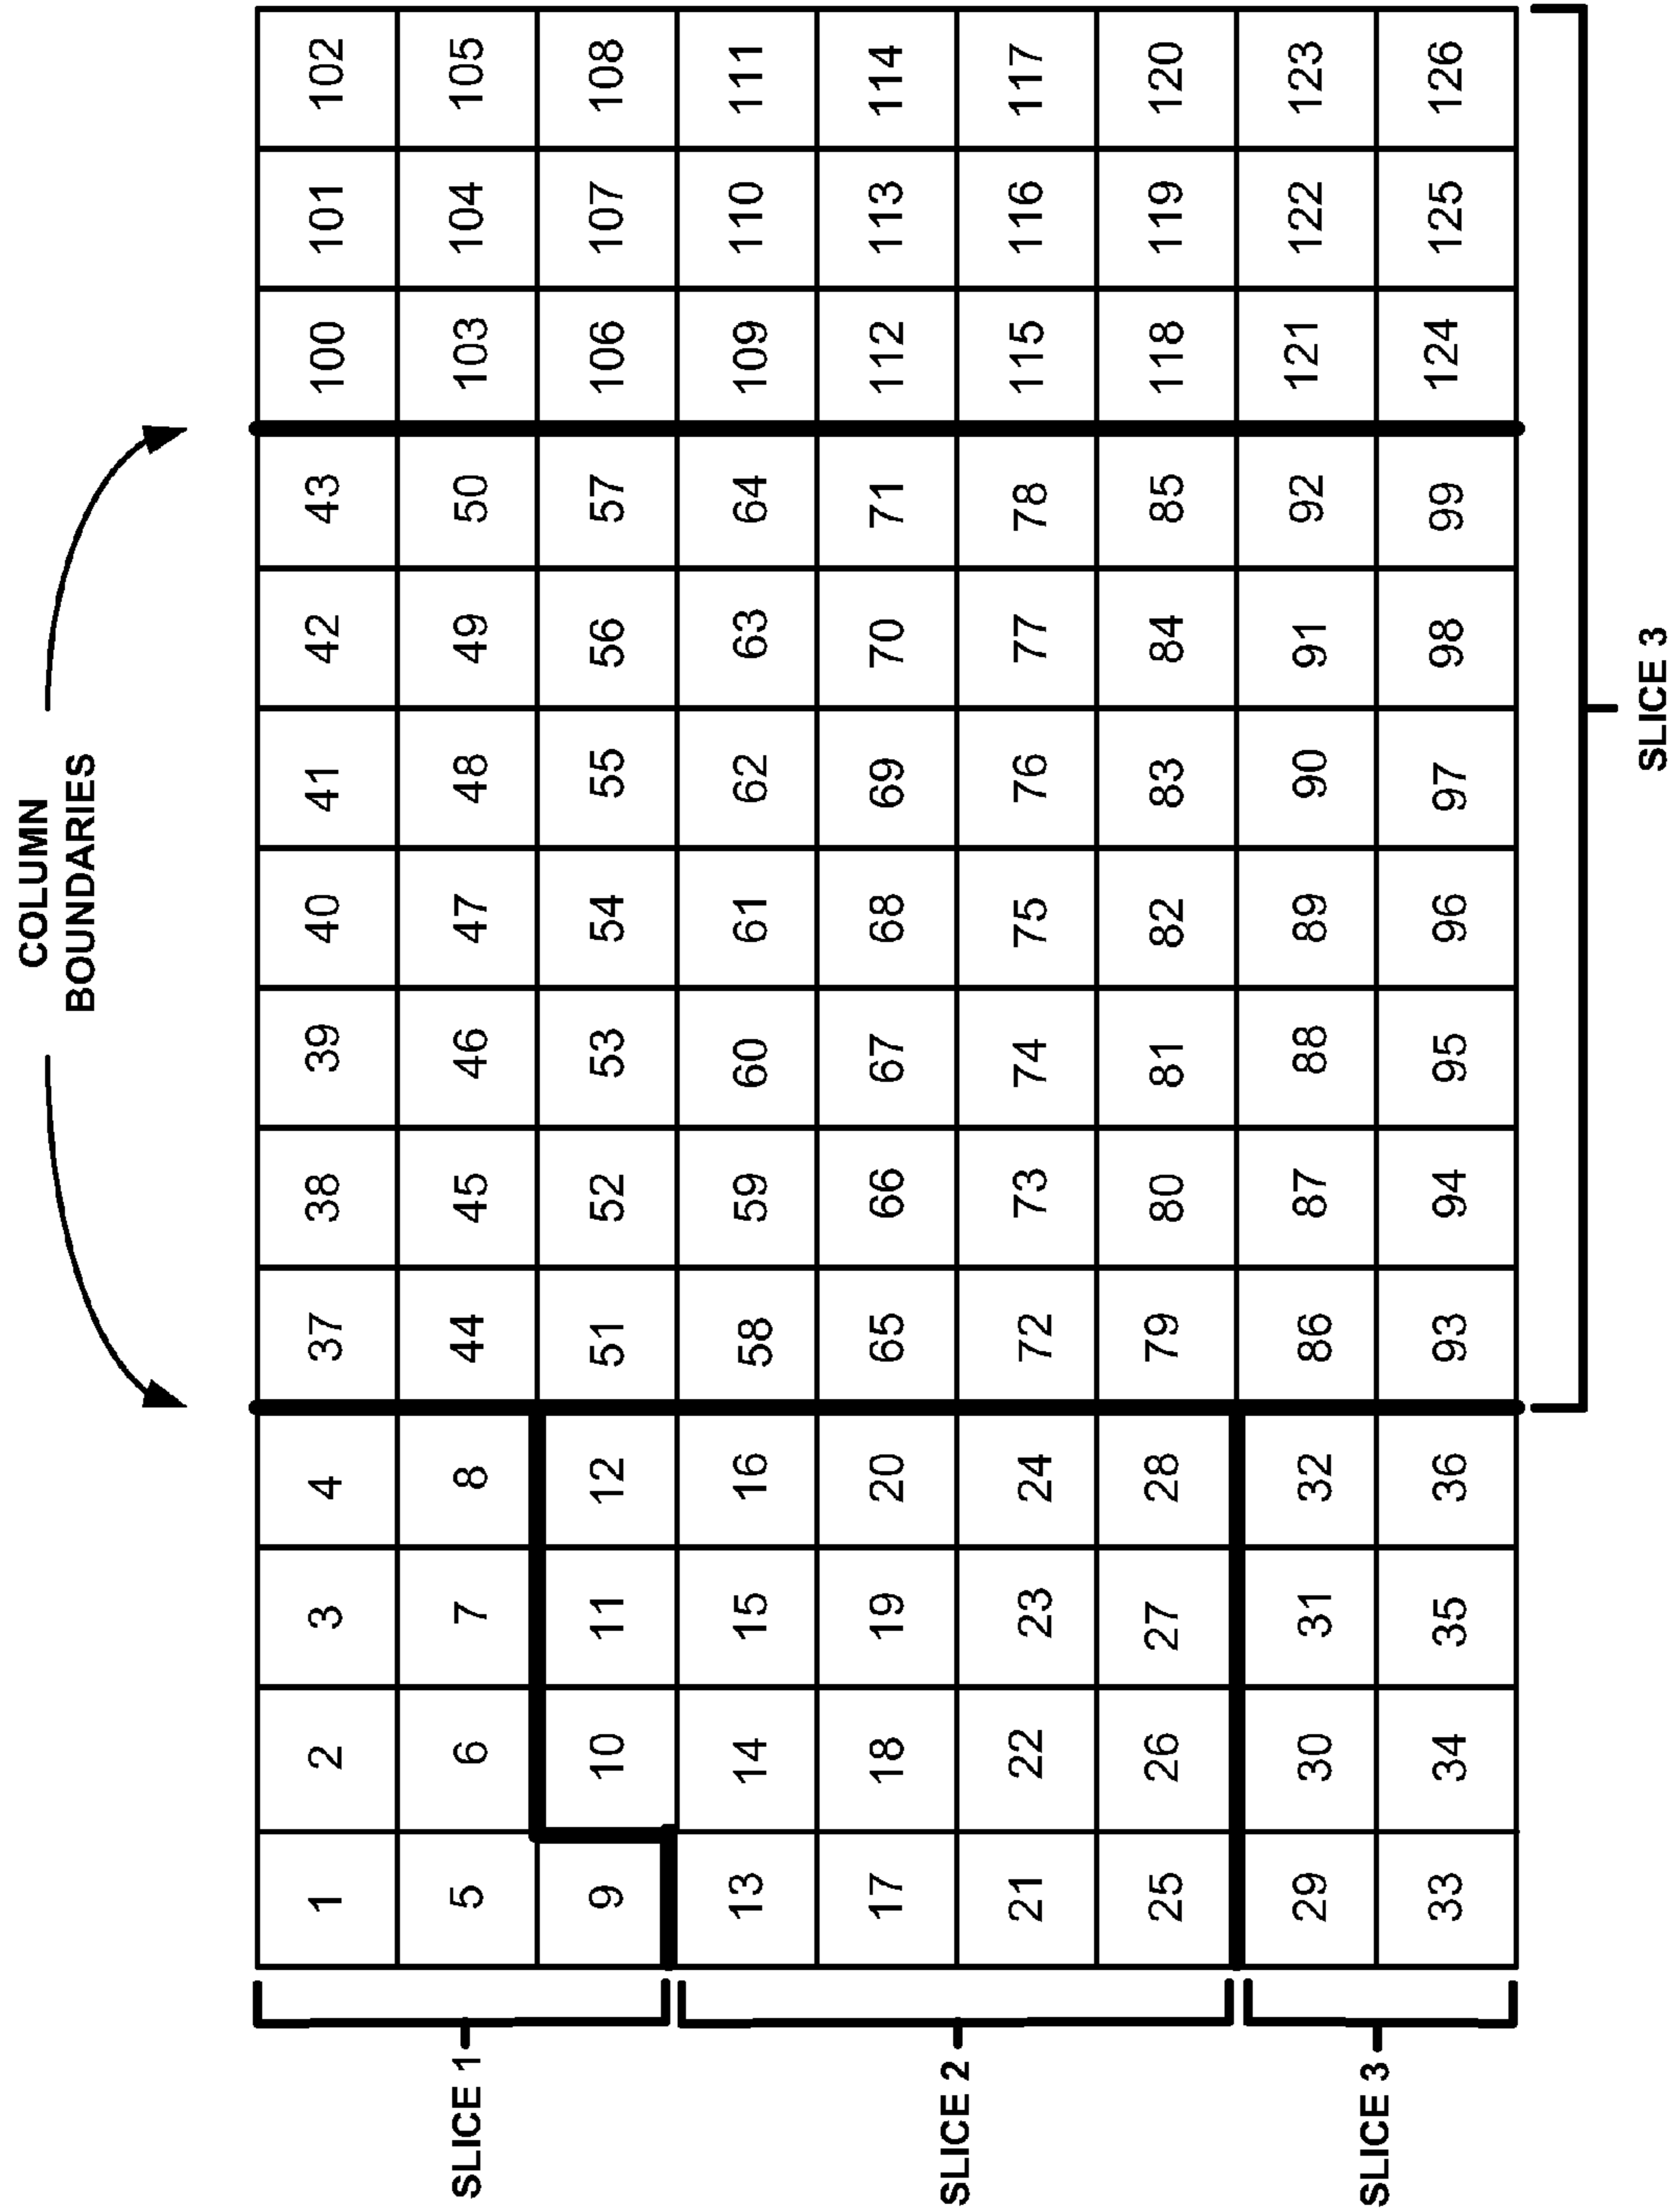 COLUMN
BOUNDARIES
1 2 3 4 37 38 39 40 41 42 43 100 101 102
SLICE 1 5 6 7 8 44 45 46 47 48 49 50 103 104 105
9 10 11 12 51 52 53 54 55 56 57 106 107 108
13 14 15 16 58 59 60 61 62 63 64 109 110 111
17 18 19 20 65 66 67 68 69 70 71 112 113 114
SLICE 2 21 22 23 24 72 73 74 75 76 77 78 115 116 117
25 26 27 28 79 80 81 82 83 84 85 118 119 120
29 30 31 32 86 87 88 89 90 91 92 121 122 123
SLICE 3 33 34 35 36 93 94 95 96 97 98 99 124 125 126
SLICE 3